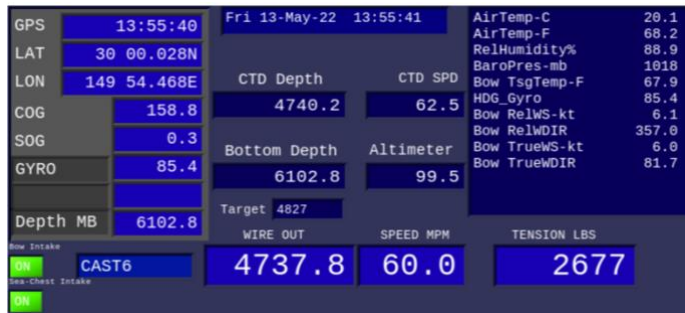 GPS 13:55:40
LAT 30 00.028N
LON 149 54.468E
COG 158.8
SOG 0.3
GYRO 85.4
Depth MB 6102.8
Bow Intake
ON
CAST6
Sea-Chest Intake
ON
Fri 13-May-22 13:55:41
CTD Depth CTD SPD
4740.2 62.5
Bottom Depth Altimeter
6102.8 99.5
Target 4827
WIRE OUT SPEED MPM TENSION LBS
4737.8 60.0 2677
AirTemp-C 20.1
AirTemp-F 68.2
RelHumidity% 88.9
BaroPres-mb 1018
Bow TsgTemp-F 67.9
HDG_Gyro 85.4
Bow RelWS-kt 6.1
Bow RelWDIR 357.0
Bow TrueWS-kt 6.0
Bow TrueWDIR 81.7